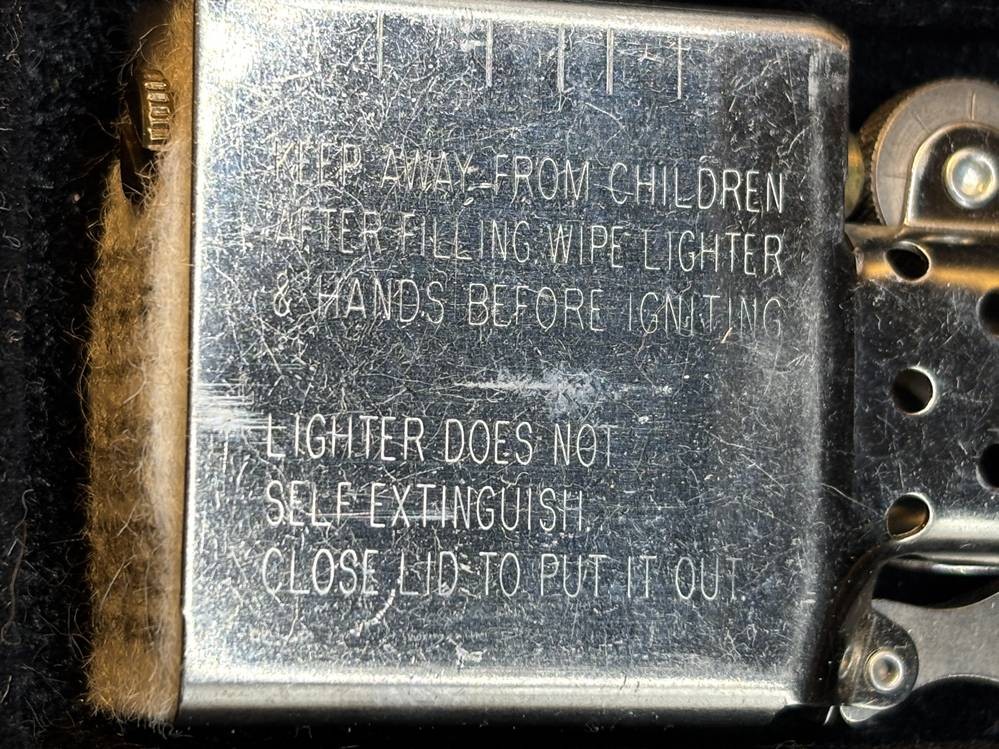 KEEP AWAY FROM CHILDREN
AFTER FILLING, WIPE LIGHTER
& HANDS BEFORE IGNITING
LIGHTER DOES NOT
SELF EXTINGUISH.
CLOSE LID TO PUT IT OUT.